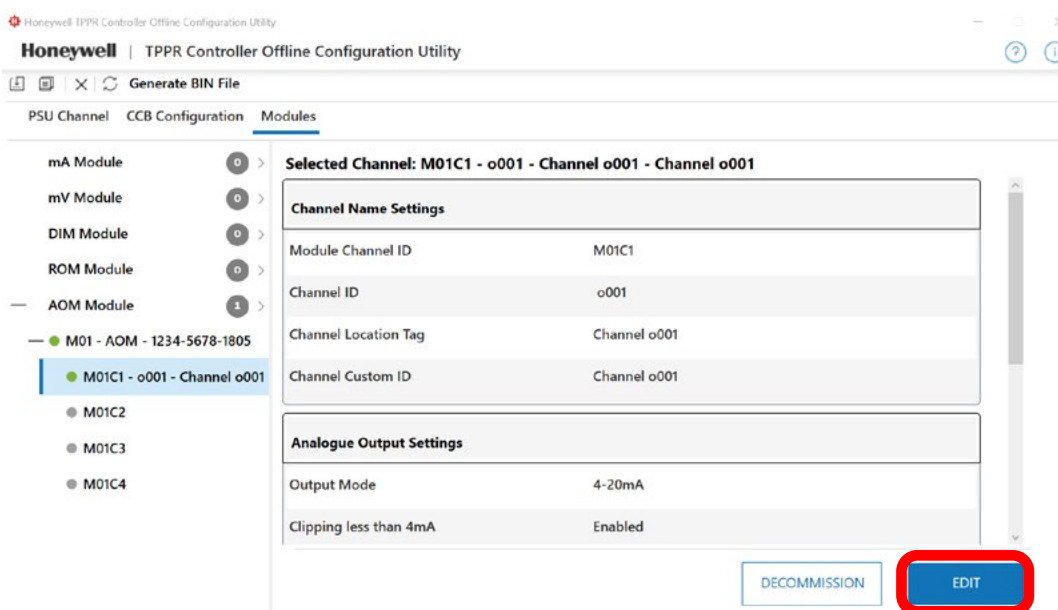 Honeywell TPPR Controller Offline Configuration Utility
Honeywell | TPPR Controller Offline Configuration Utility
?
i
Generate BIN File
PSU Channel CCB Configuration Modules
mA Module 0
mV Module 0
DIM Module 0
ROM Module 0
AOM Module 1
M01 - AOM - 1234-5678-1805
M01C1 - o001 - Channel o001
M01C2
M01C3
M01C4
Selected Channel: M01C1 - o001 - Channel o001 - Channel o001
Channel Name Settings
Module Channel ID M01C1
Channel ID o001
Channel Location Tag Channel o001
Channel Custom ID Channel o001
Analogue Output Settings
Output Mode 4-20mA
Clipping less than 4mA Enabled
DECOMMISSION EDIT